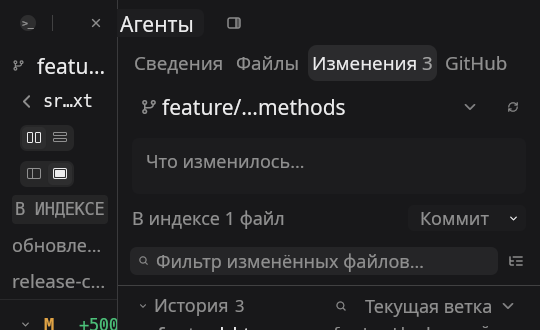 >_
featu...
sr...xt
В ИНДЕКСЕ
обновле...
release-c...
M +500
Агенты
Сведения Файлы Изменения 3 GitHub
feature/...methods
Что изменилось...
В индексе 1 файл Коммит
Фильтр изменённых файлов...
История 3 Текущая ветка